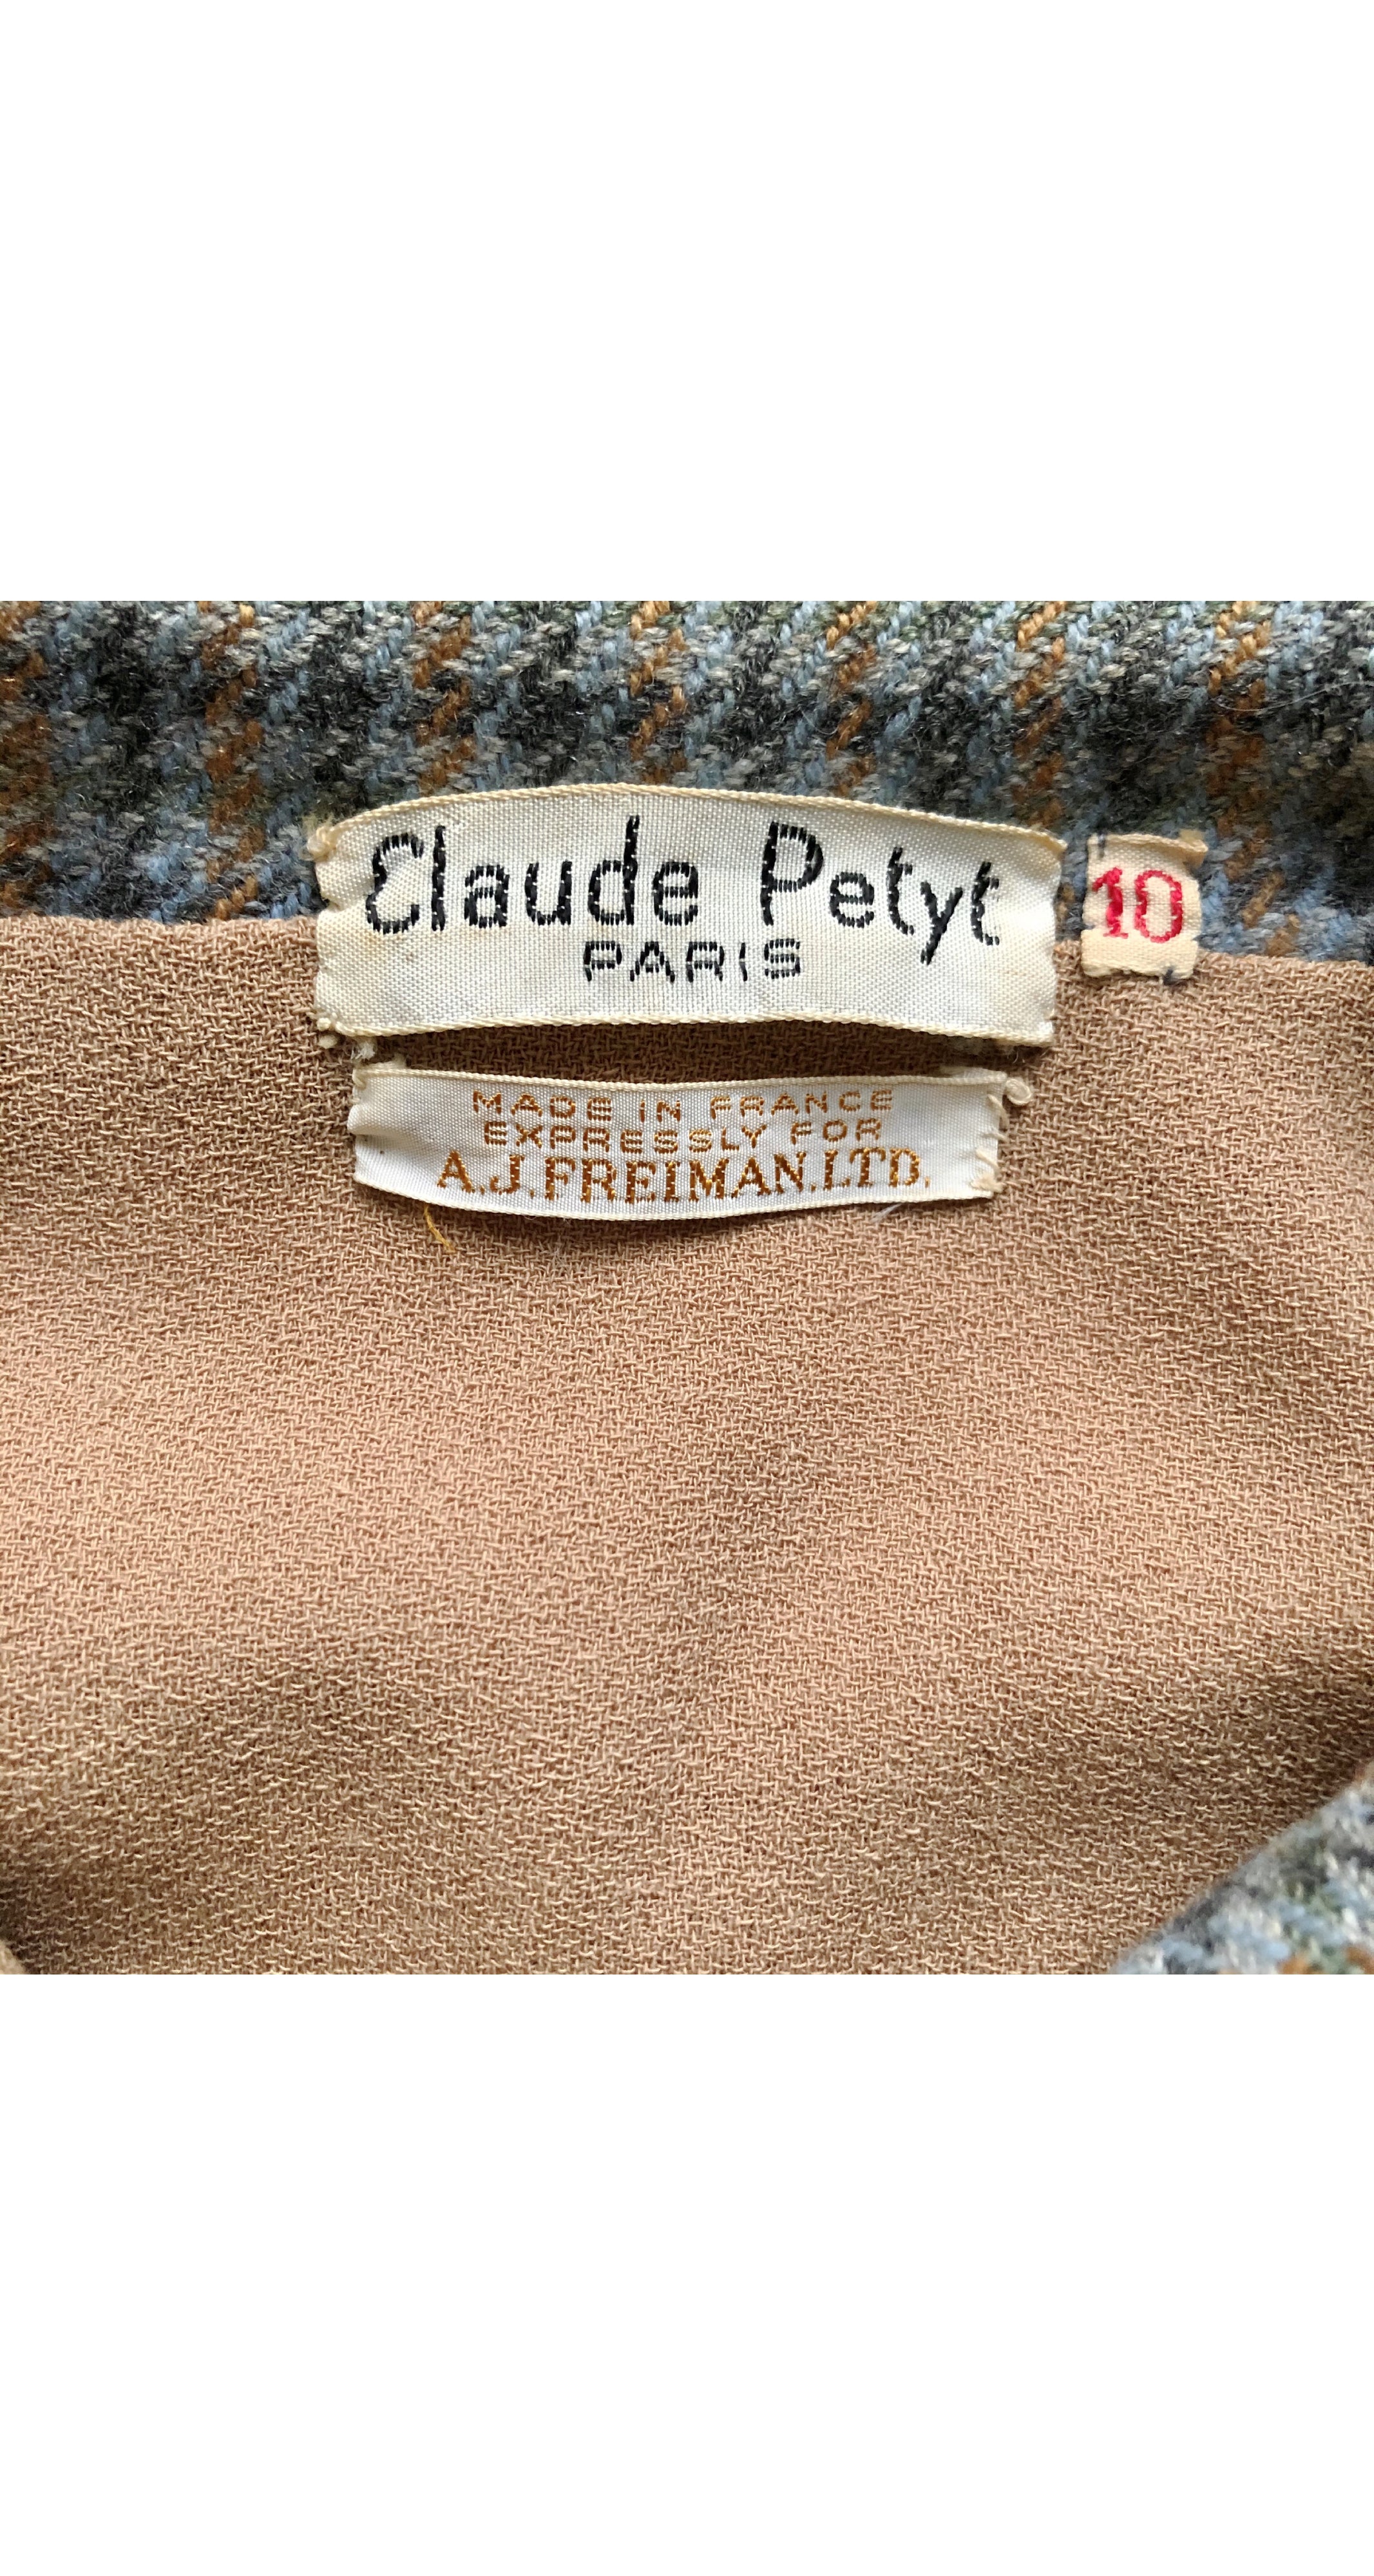 Claude Petyt
PARIS
10
MADE IN FRANCE
EXPRESSLY FOR
A.J.FREIMAN.LTD.